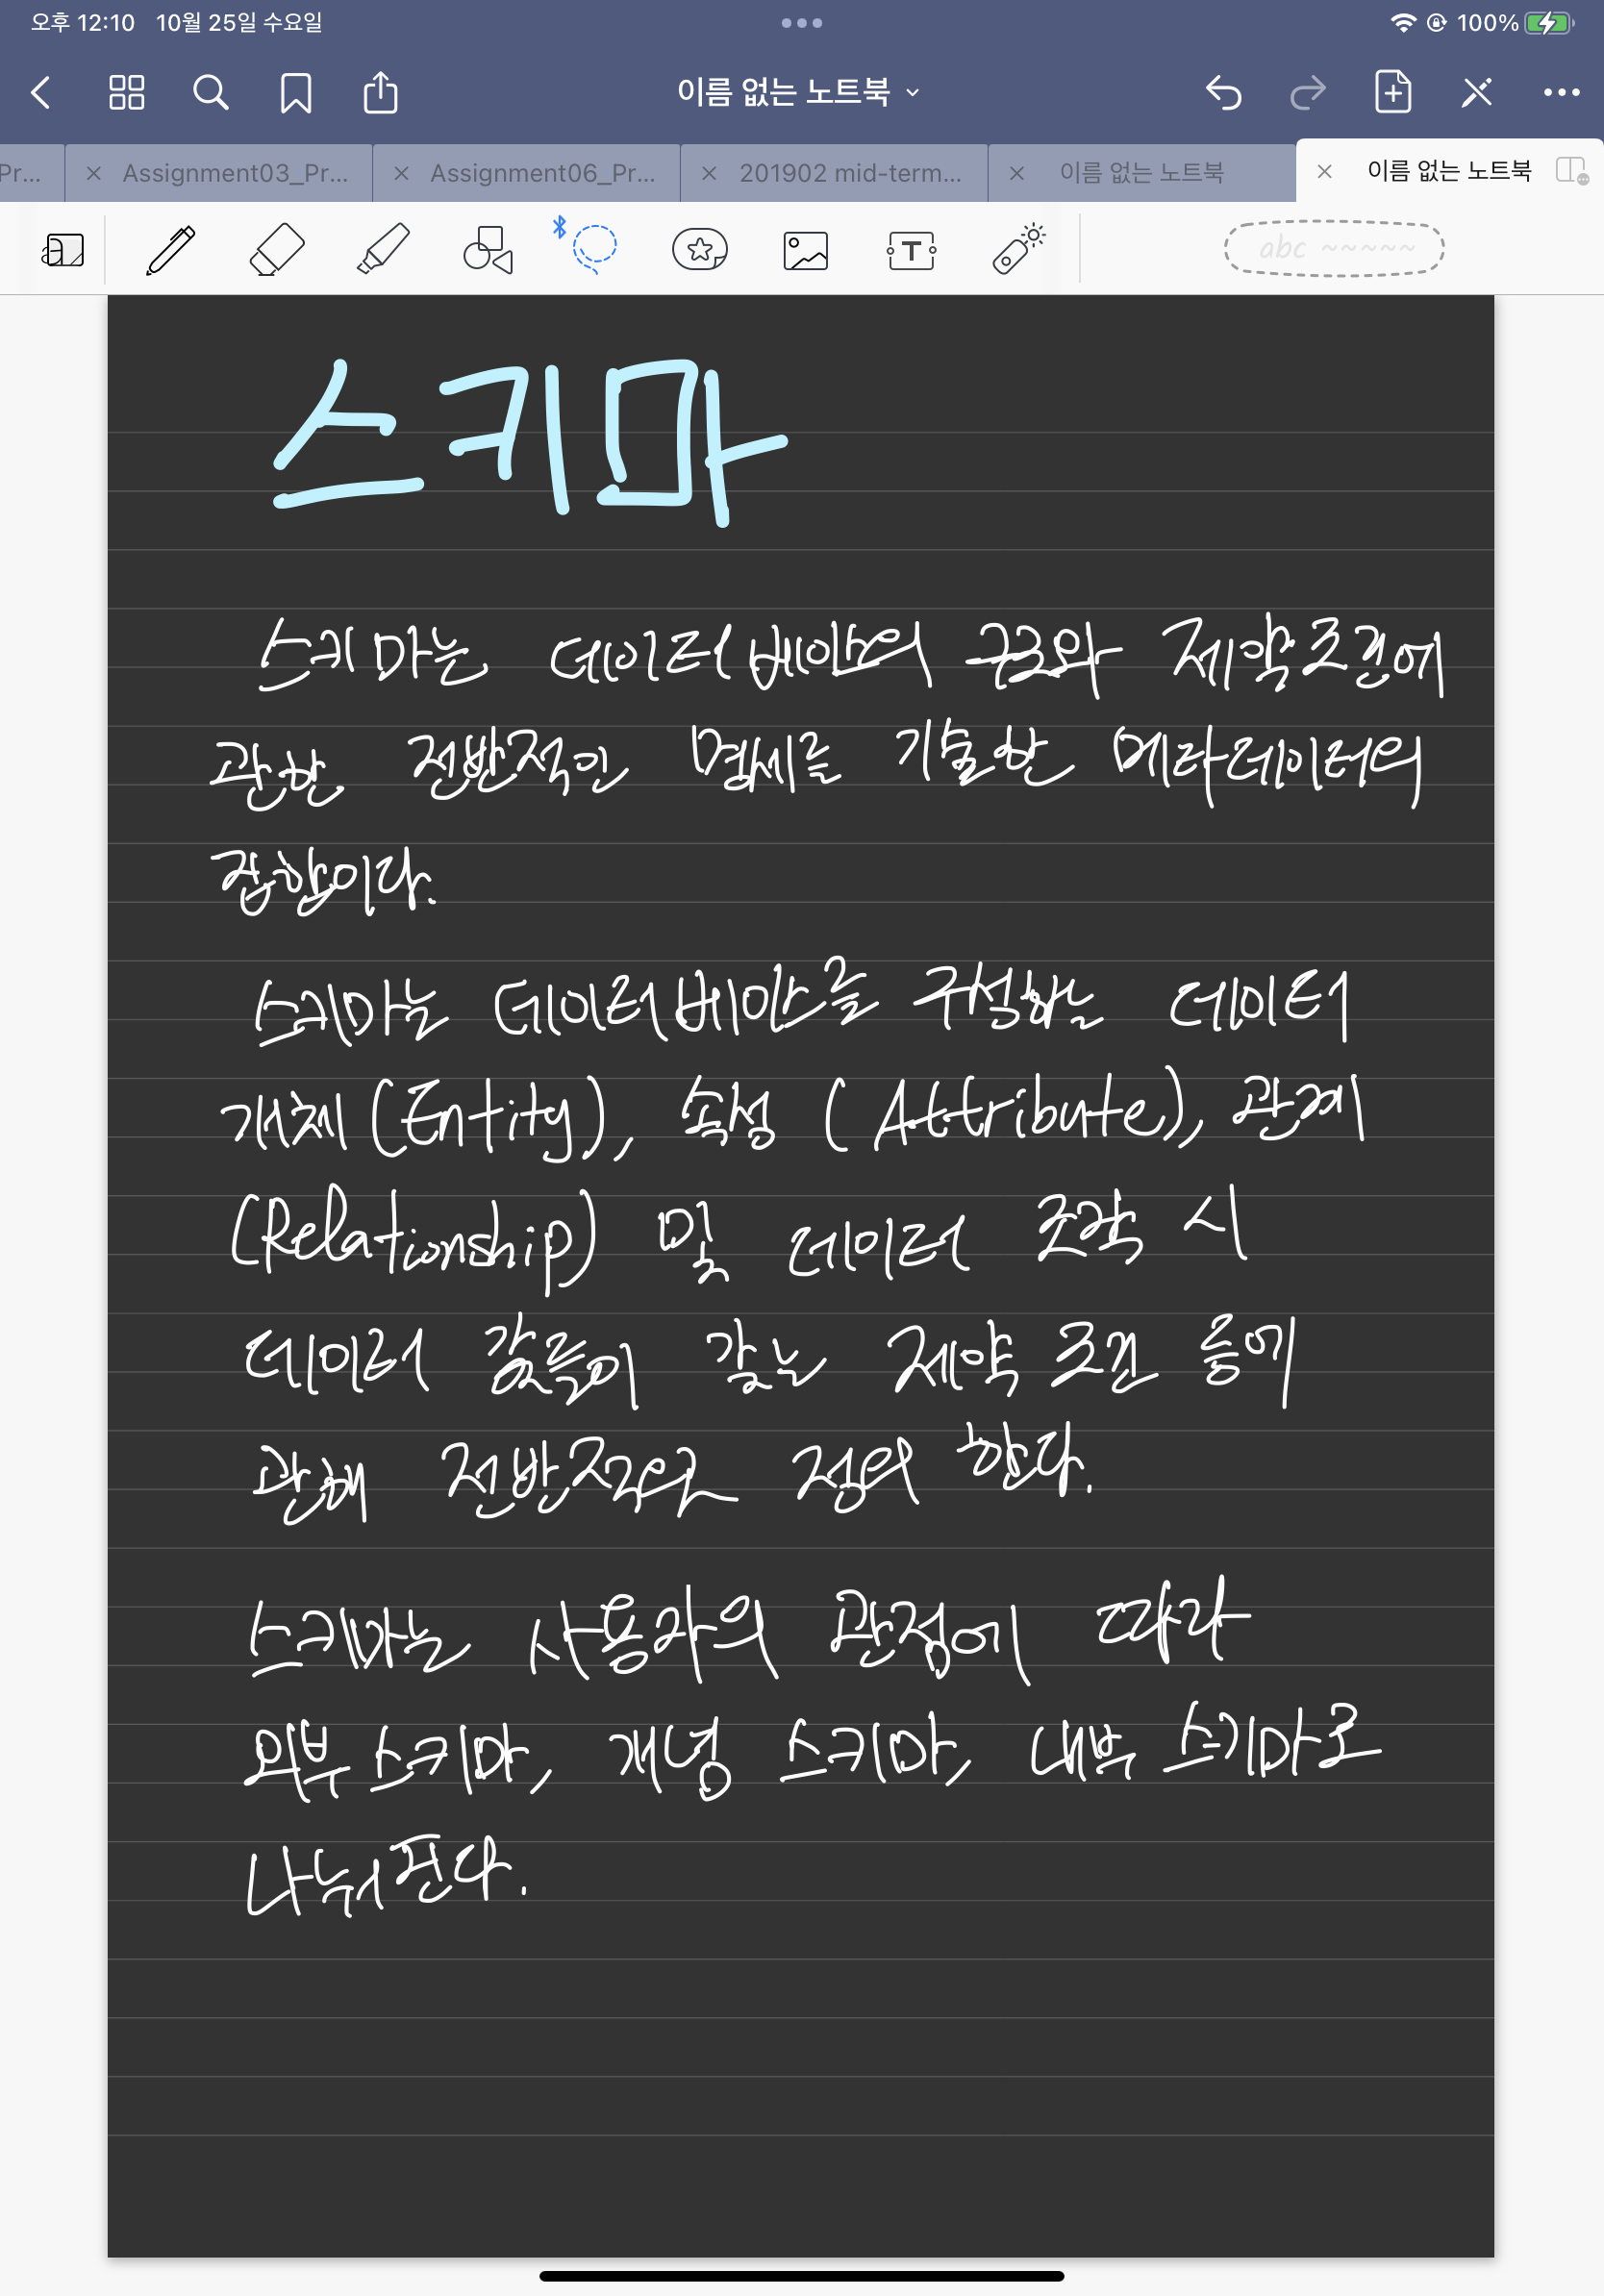 오후 12:10 10월 25일 수요일 100%
이름 없는 노트북
Pr... Assignment03_Pr... Assignment06_Pr... 201902 mid-term... 이름 없는 노트북 이름 없는 노트북
T abc ~~~~~
스키마
스키마는 데이터베이스의 구조와 제약조건에
관한 전반적인 명세를 기술한 메타데이터의
집합이다.
스키마는 데이터베이스를 구성하는 데이터
개체(Entity), 속성 (Attribute), 관계
(Relationship) 및 데이터 조작 시
데이터 값들이 갖는 제약 조건 등에
관해 전반적으로 정의 한다.
스키마는 사용자의 관점에 따라
외부 스키마, 개념 스키마, 내부 스키마로
나눠진다.